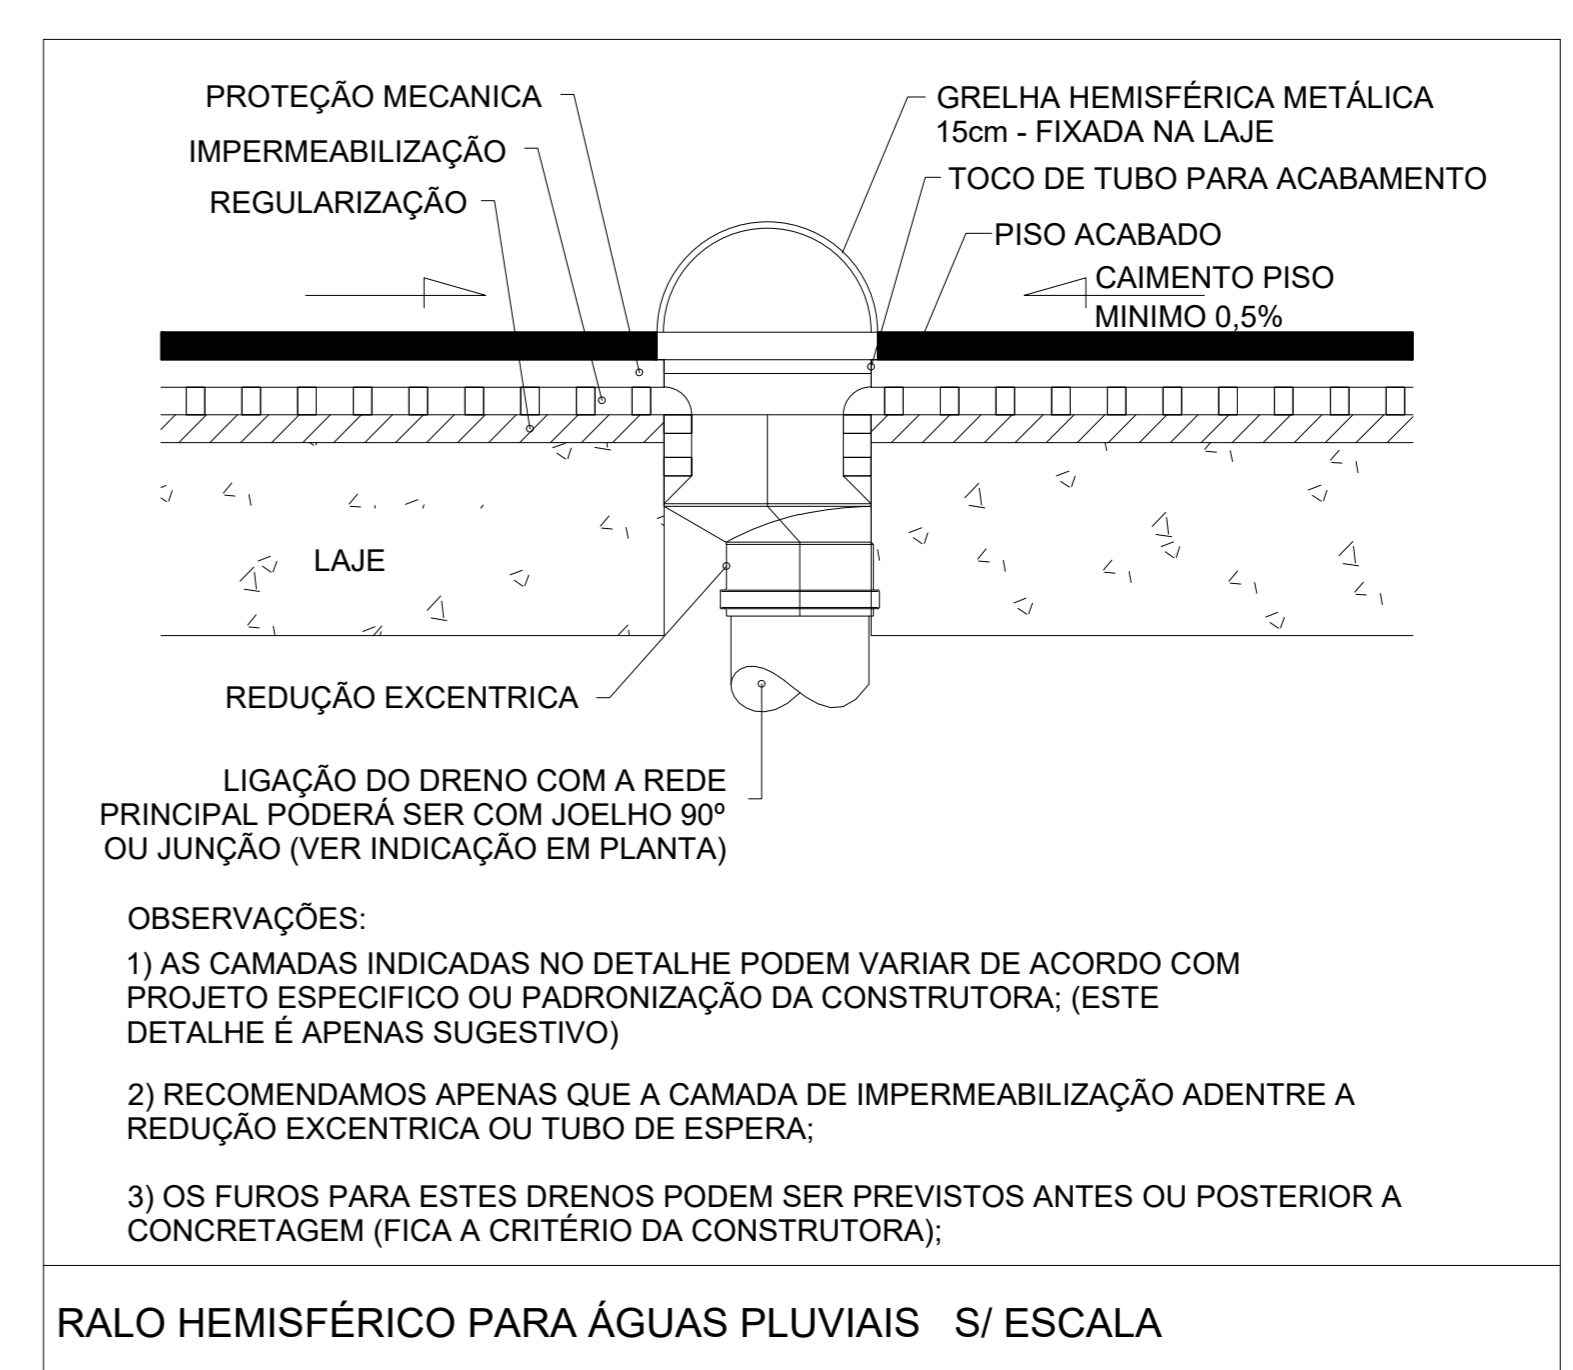 PROTEÇÃO MECANICA
IMPERMEABILIZAÇÃO
REGULARIZAÇÃO
GRELHA HEMISFÉRICA METÁLICA
15cm - FIXADA NA LAJE
TOCO DE TUBO PARA ACABAMENTO
PISO ACABADO
CAIMENTO PISO
MINIMO 0,5%
LAJE
REDUÇÃO EXCENTRICA
LIGAÇÃO DO DRENO COM A REDE
PRINCIPAL PODERÁ SER COM JOELHO 90º
OU JUNÇÃO (VER INDICAÇÃO EM PLANTA)
OBSERVAÇÕES:
1) AS CAMADAS INDICADAS NO DETALHE PODEM VARIAR DE ACORDO COM
PROJETO ESPECIFICO OU PADRONIZAÇÃO DA CONSTRUTORA; (ESTE
DETALHE É APENAS SUGESTIVO)
2) RECOMENDAMOS APENAS QUE A CAMADA DE IMPERMEABILIZAÇÃO ADENTRE A
REDUÇÃO EXCENTRICA OU TUBO DE ESPERA;
3) OS FUROS PARA ESTES DRENOS PODEM SER PREVISTOS ANTES OU POSTERIOR A
CONCRETAGEM (FICA A CRITÉRIO DA CONSTRUTORA);
RALO HEMISFÉRICO PARA ÁGUAS PLUVIAIS S/ ESCALA